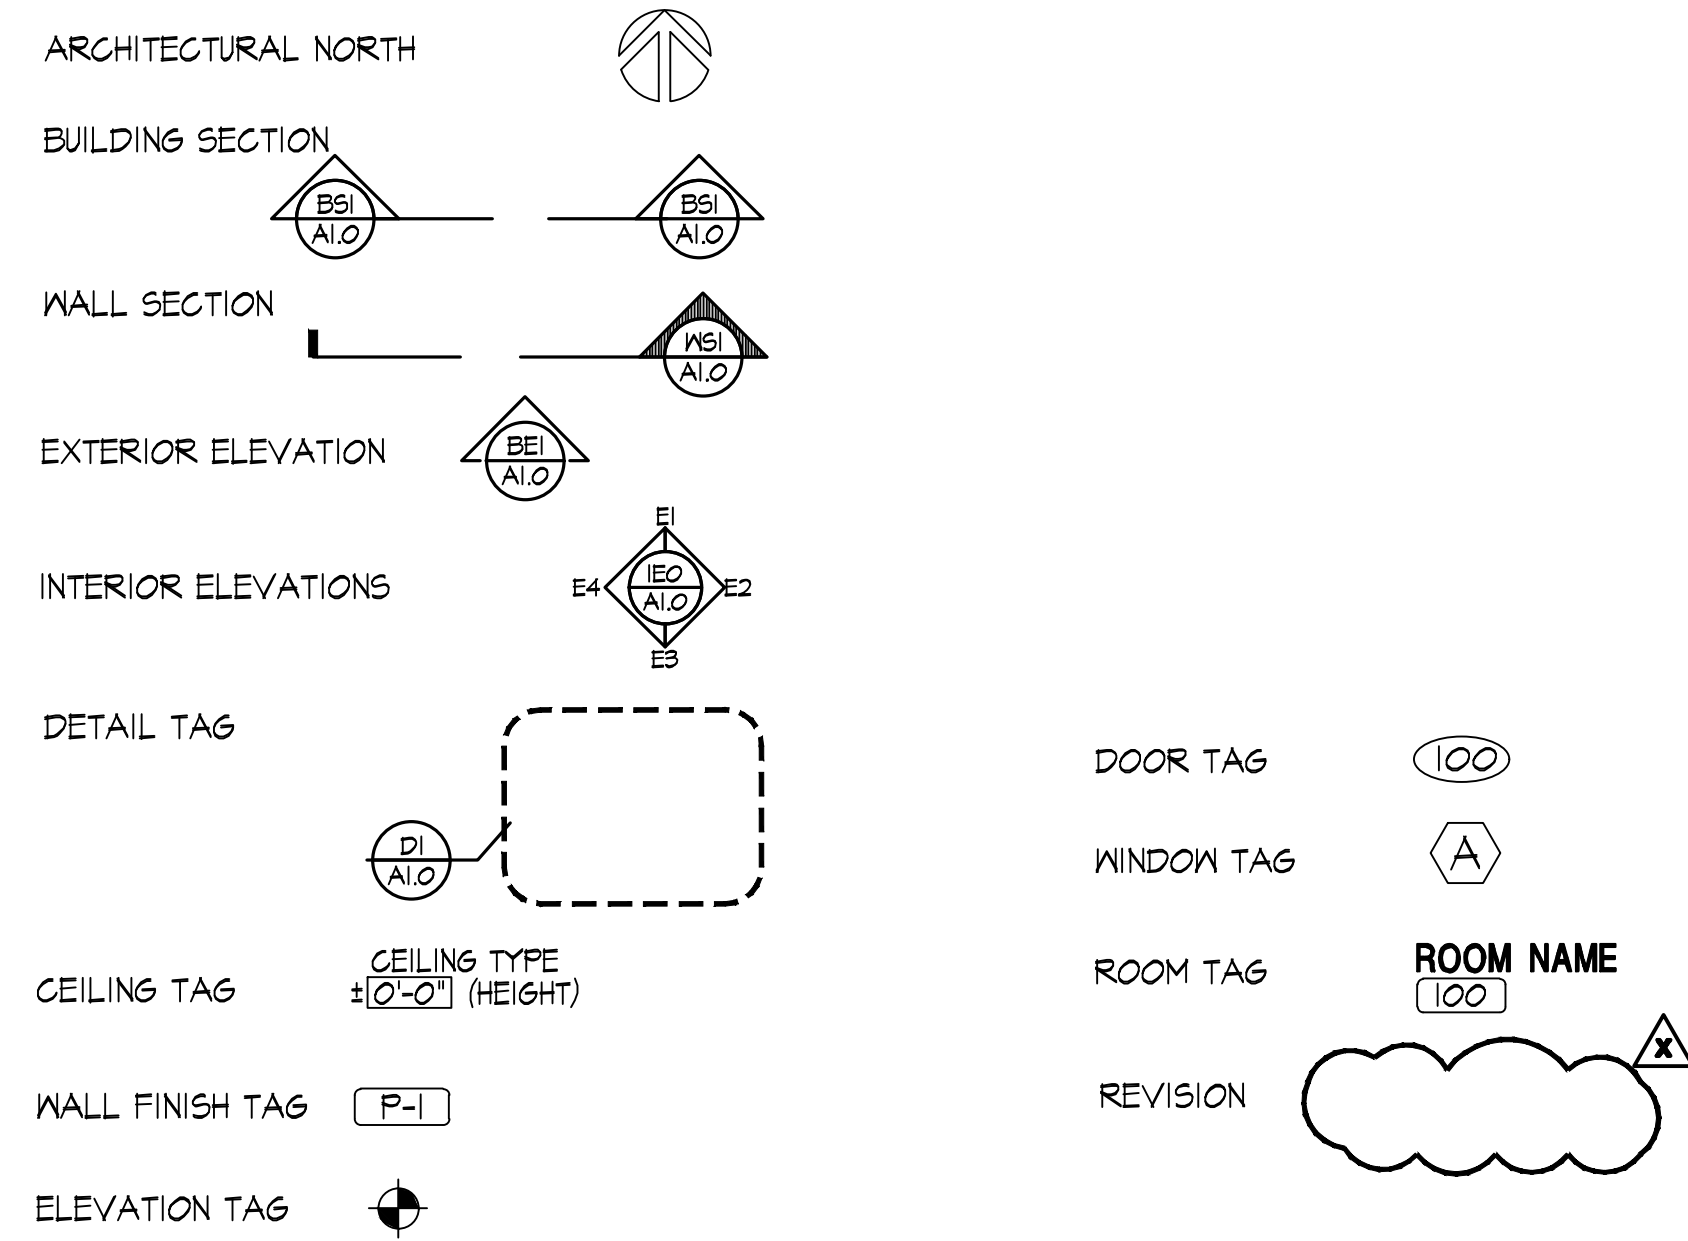 ARCHITECTURAL NORTH
BUILDING SECTION
BS1
A1.0
BS1
A1.0
WALL SECTION
WS1
A1.0
EXTERIOR ELEVATION
BE1
A1.0
INTERIOR ELEVATIONS
E1
E4
IE0
A1.0
E2
E3
DETAIL TAG
D1
A1.0
CEILING TAG
CEILING TYPE
±0'-0" (HEIGHT)
WALL FINISH TAG
P-1
ELEVATION TAG
DOOR TAG
100
WINDOW TAG
A
ROOM TAG
ROOM NAME
100
REVISION
X